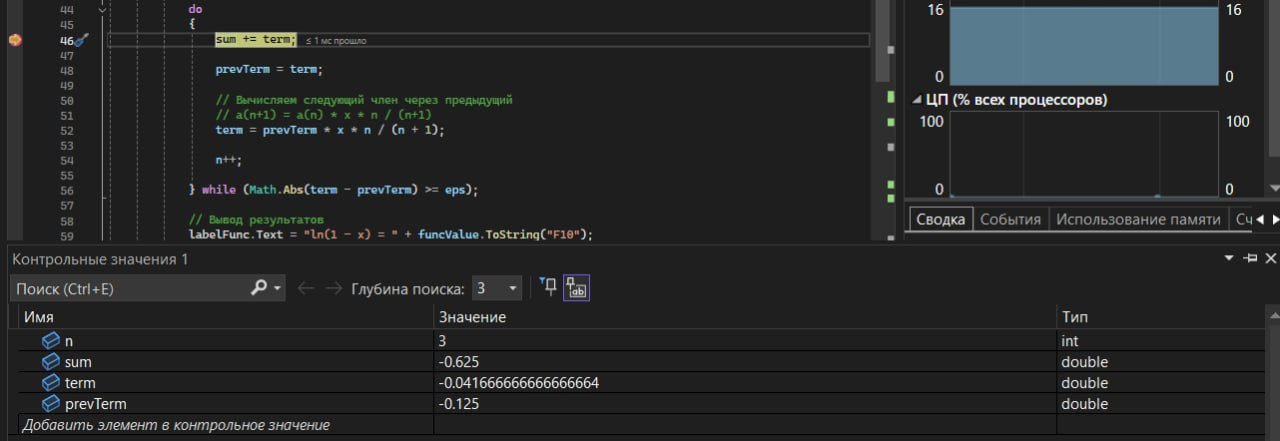 44 do
45 {
46 sum += term; ≤ 1 мс прошло
47
48 prevTerm = term;
49
50 // Вычисляем следующий член через предыдущий
51 // a(n+1) = a(n) * x * n / (n+1)
52 term = prevTerm * x * n / (n + 1);
53
54 n++;
55
56 } while (Math.Abs(term - prevTerm) >= eps);
57
58 // Вывод результатов
59 labelFunc.Text = "ln(1 - x) = " + funcValue.ToString("F10");
16 16
0 0
ЦП (% всех процессоров)
100 100
0 0
Сводка События Использование памяти Сч
Контрольные значения 1
Поиск (Ctrl+E) Глубина поиска: 3
Имя Значение Тип
n 3 int
sum -0.625 double
term -0.041666666666666664 double
prevTerm -0.125 double
Добавить элемент в контрольное значение